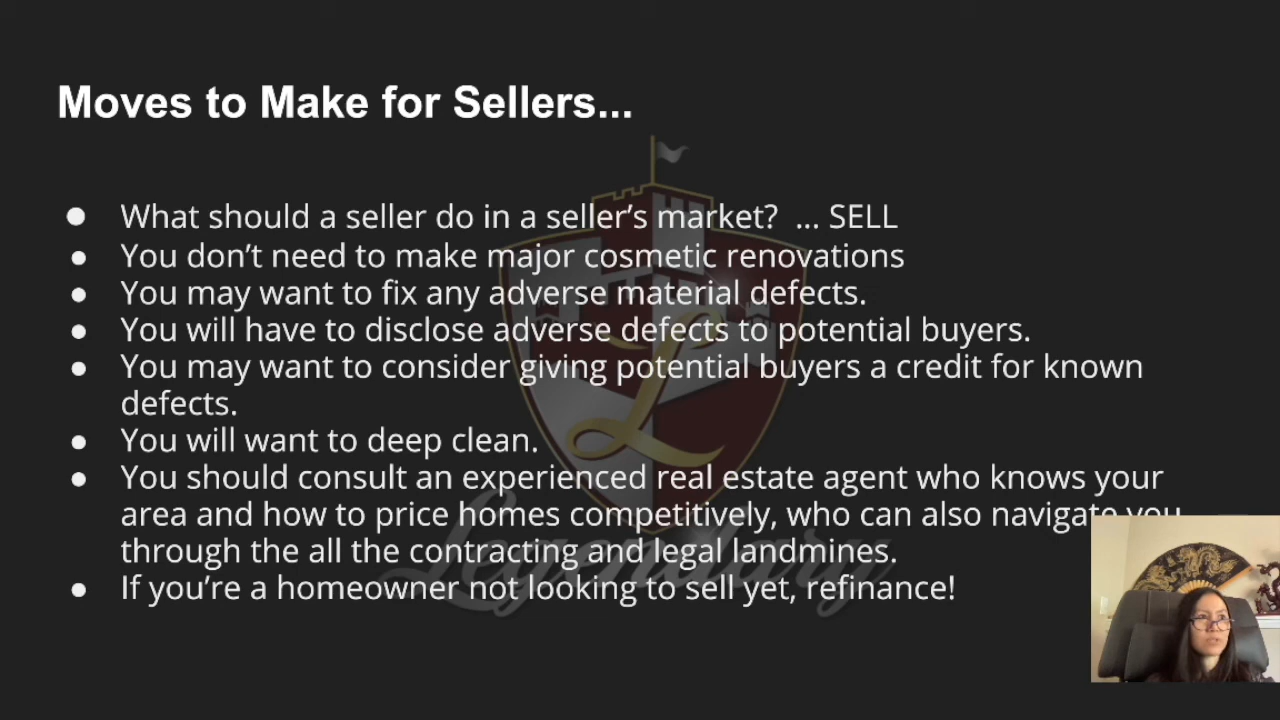 Moves to Make for Sellers...
● What should a seller do in a seller’s market?  ... SELL
● You don’t need to make major cosmetic renovations
● You may want to fix any adverse material defects.
● You will have to disclose adverse defects to potential buyers.
● You may want to consider giving potential buyers a credit for known
defects.
● You will want to deep clean.
● You should consult an experienced real estate agent who knows your
area and how to price homes competitively, who can also navigate you
through the all the contracting and legal landmines.
● If you’re a homeowner not looking to sell yet, refinance!
L
Legendary